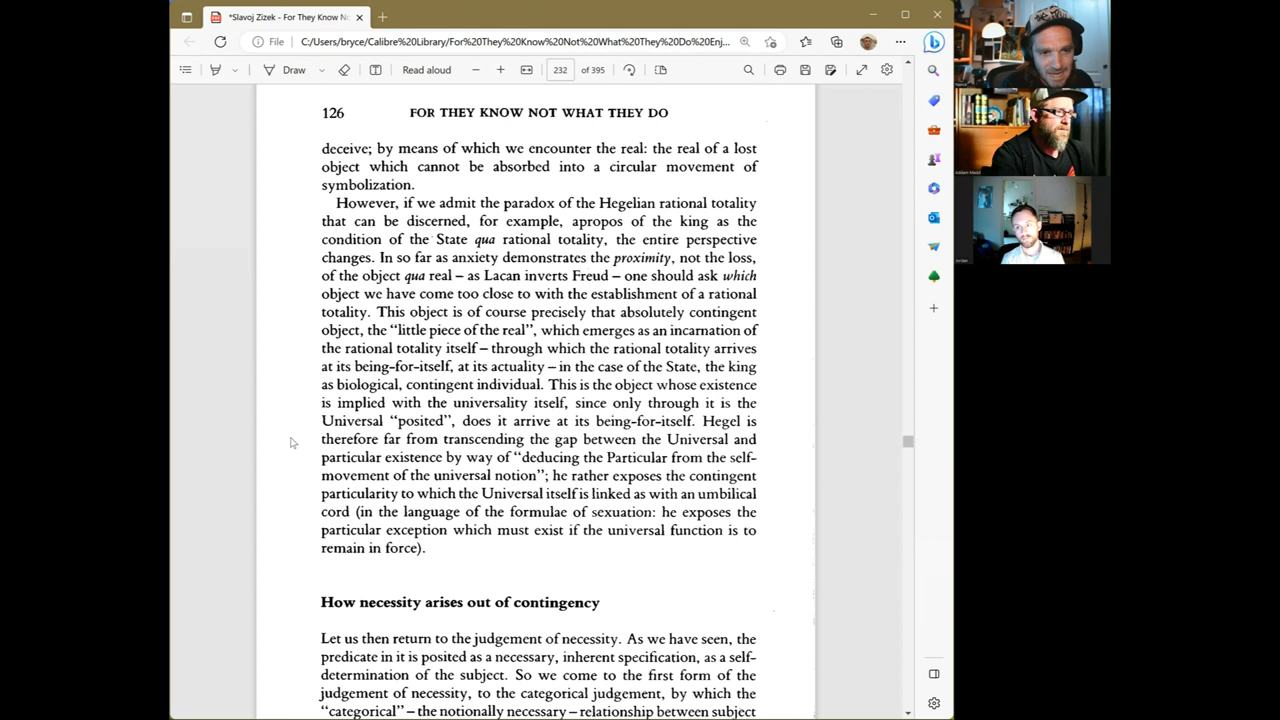 *Slavoj Zizek - For They Know No
File
C:/Users/bryce/Calibre%20Library/For%20They%20Know%20Not%20What%20They%20Do%20Enj...
Draw
Read aloud
232
of 395
126
FOR THEY KNOW NOT WHAT THEY DO
deceive; by means of which we encounter the real: the real of a lost
object which cannot be absorbed into a circular movement of
symbolization.
However, if we admit the paradox of the Hegelian rational totality
that can be discerned, for example, apropos of the king as the
condition of the State qua rational totality, the entire perspective
changes. In so far as anxiety demonstrates the proximity, not the loss,
of the object qua real – as Lacan inverts Freud – one should ask which
object we have come too close to with the establishment of a rational
totality. This object is of course precisely that absolutely contingent
object, the “little piece of the real”, which emerges as an incarnation of
the rational totality itself – through which the rational totality arrives
at its being-for-itself, at its actuality – in the case of the State, the king
as biological, contingent individual. This is the object whose existence
is implied with the universality itself, since only through it is the
Universal “posited”, does it arrive at its being-for-itself. Hegel is
therefore far from transcending the gap between the Universal and
particular existence by way of “deducing the Particular from the self-
movement of the universal notion”; he rather exposes the contingent
particularity to which the Universal itself is linked as with an umbilical
cord (in the language of the formulae of sexuation: he exposes the
particular exception which must exist if the universal function is to
remain in force).
How necessity arises out of contingency
Let us then return to the judgement of necessity. As we have seen, the
predicate in it is posited as a necessary, inherent specification, as a self-
determination of the subject. So we come to the first form of the
judgement of necessity, to the categorical judgement, by which the
“categorical” – the notionally necessary – relationship between subject
Jordan